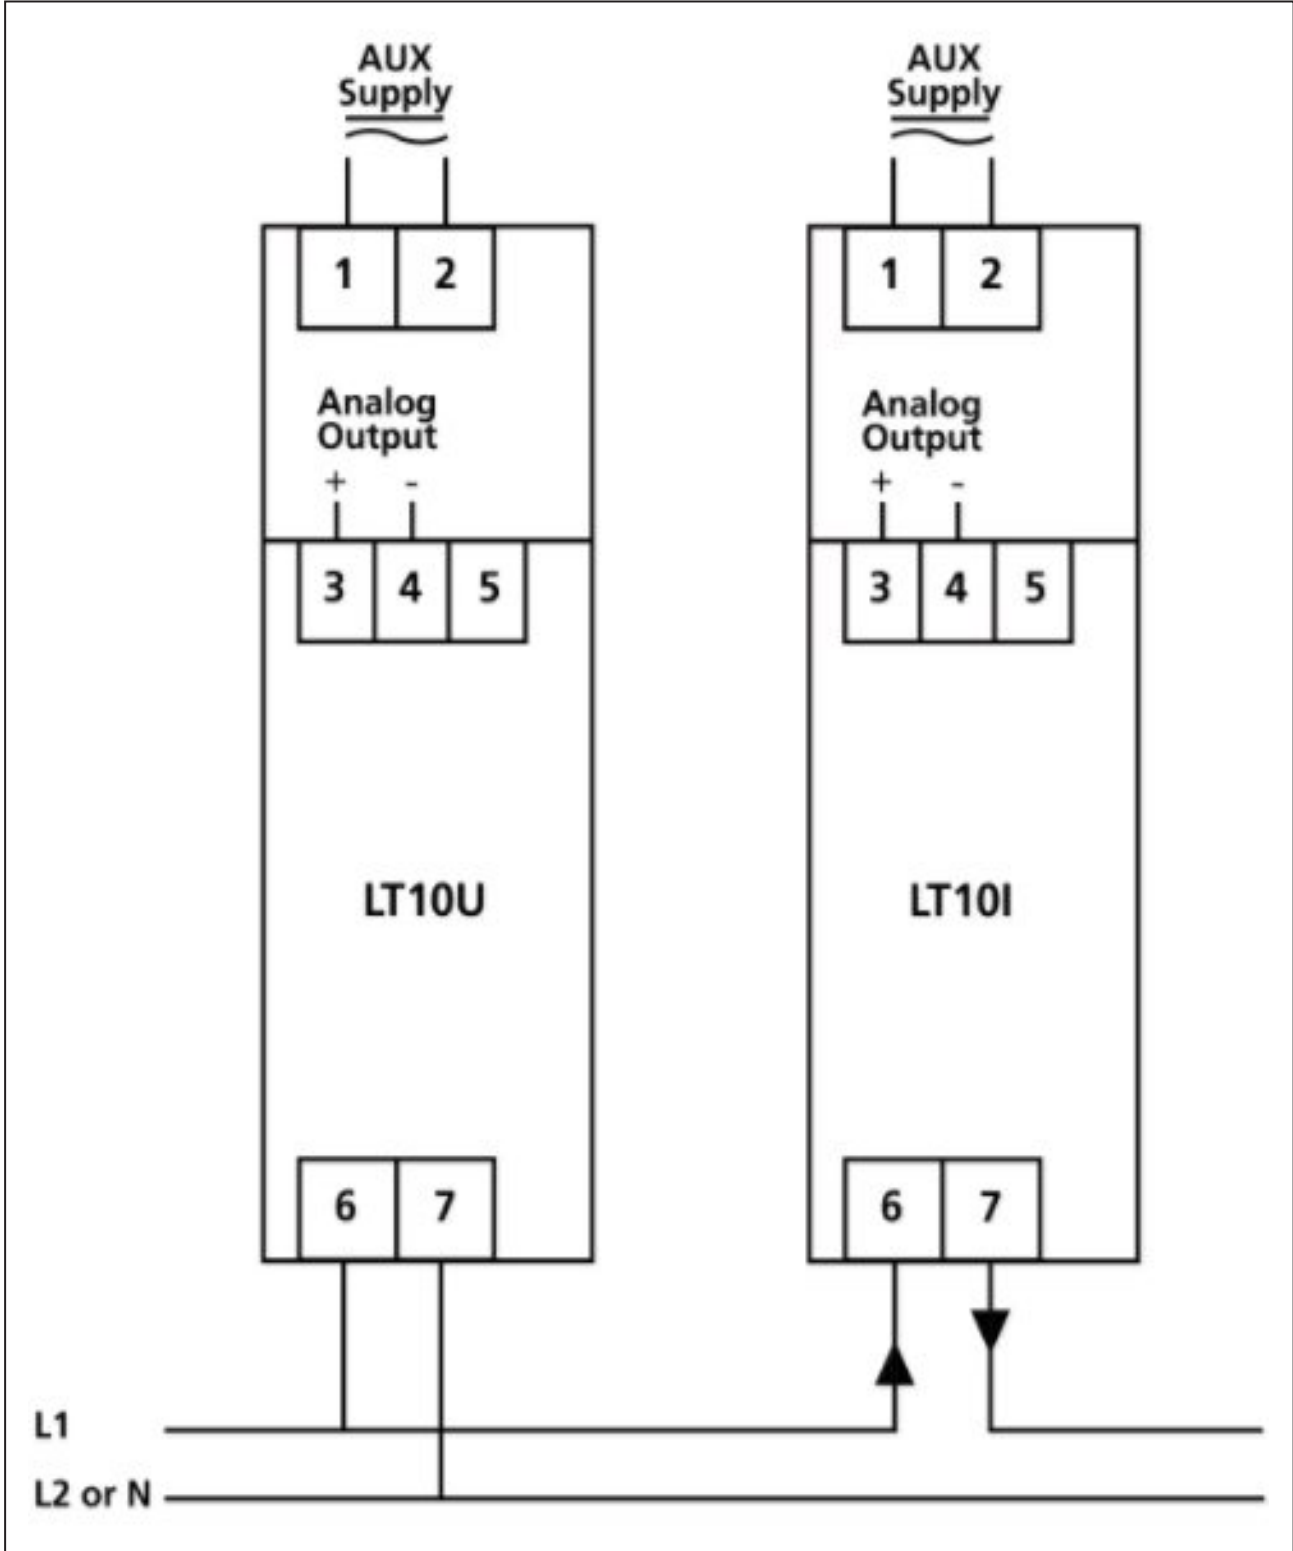 AUX
Supply
1 2
Analog
Output
+ -
3 4 5
LT10U
6 7
AUX
Supply
1 2
Analog
Output
+ -
3 4 5
LT10I
6 7
L1
L2 or N